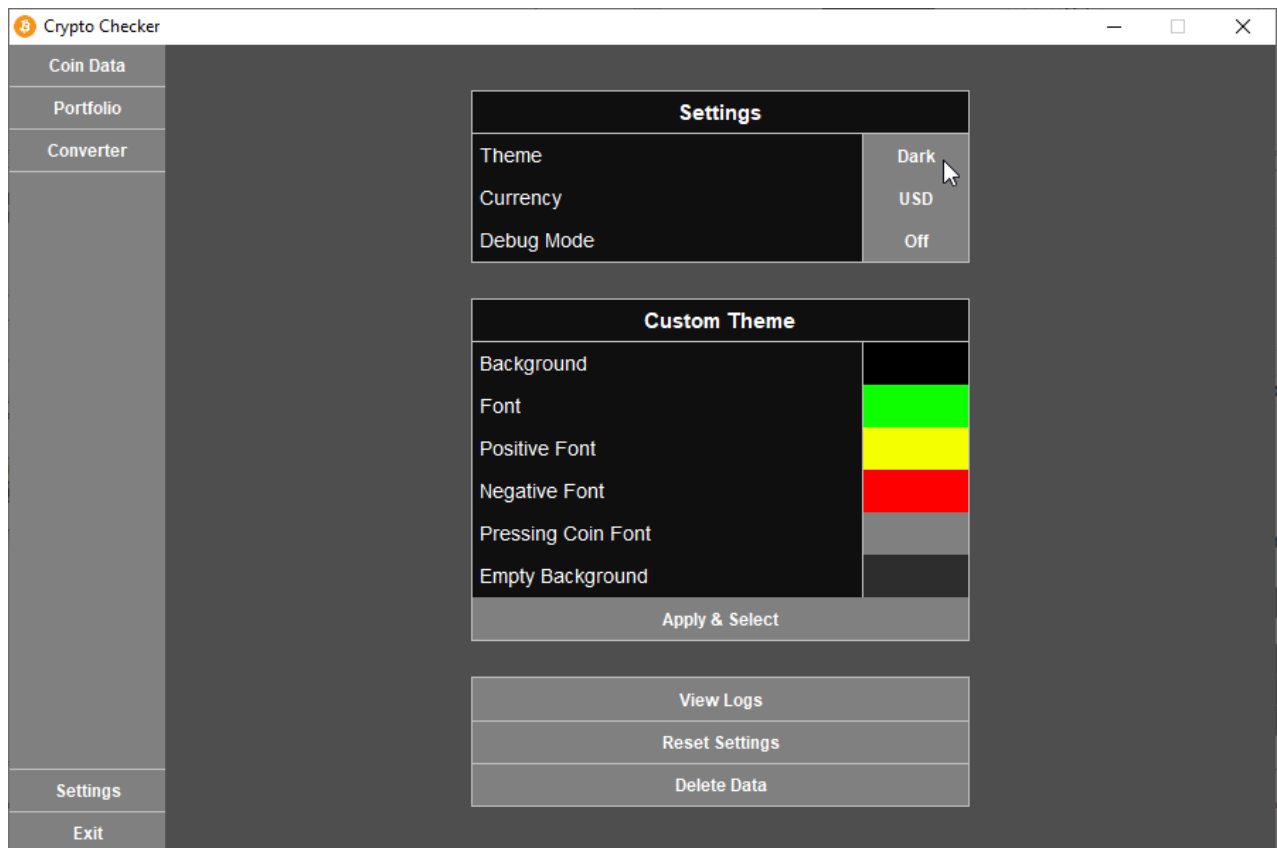 Crypto Checker
Coin Data
Portfolio
Converter
Settings
Exit
Settings
Theme Dark
Currency USD
Debug Mode Off
Custom Theme
Background
Font
Positive Font
Negative Font
Pressing Coin Font
Empty Background
Apply & Select
View Logs
Reset Settings
Delete Data